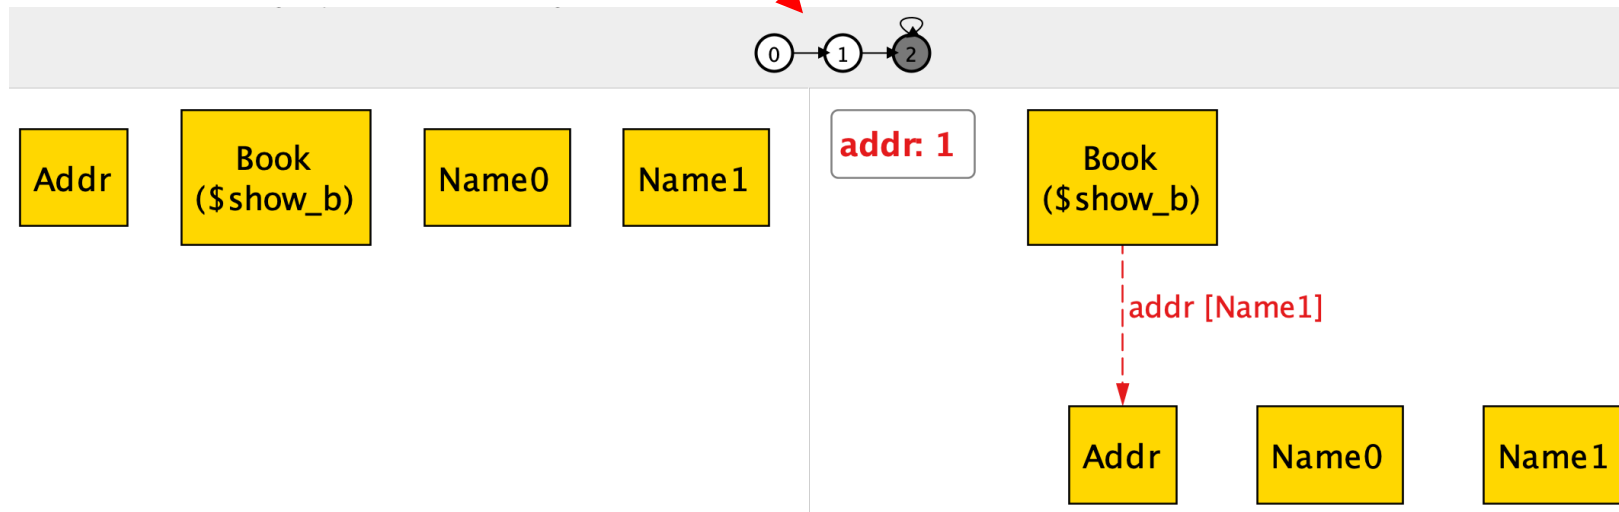 0
1
2
Addr
Book
($show_b)
Name0
Name1
addr: 1
Book
($show_b)
addr [Name1]
Addr
Name0
Name1